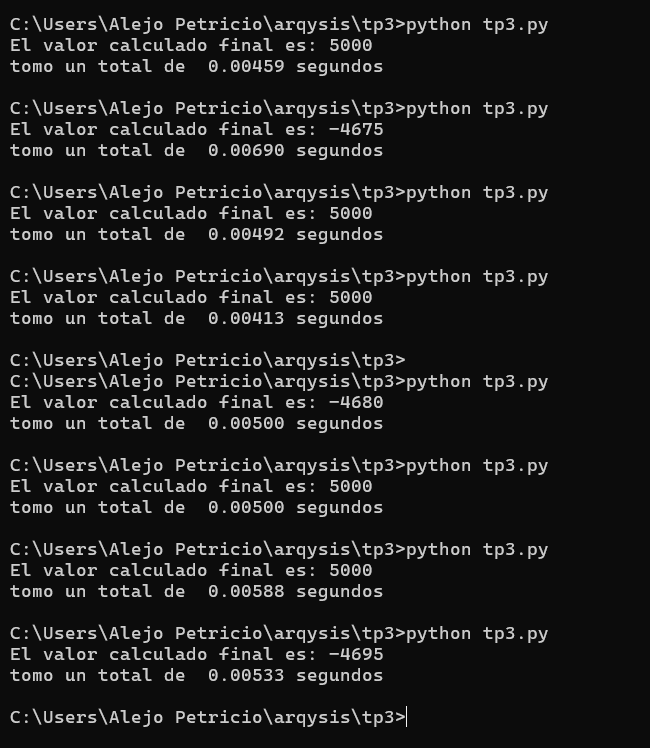 C:\Users\Alejo Petricio\arqysis\tp3>python tp3.py
El valor calculado final es: 5000
tomo un total de  0.00459 segundos
C:\Users\Alejo Petricio\arqysis\tp3>python tp3.py
El valor calculado final es: -4675
tomo un total de  0.00690 segundos
C:\Users\Alejo Petricio\arqysis\tp3>python tp3.py
El valor calculado final es: 5000
tomo un total de  0.00492 segundos
C:\Users\Alejo Petricio\arqysis\tp3>python tp3.py
El valor calculado final es: 5000
tomo un total de  0.00413 segundos
C:\Users\Alejo Petricio\arqysis\tp3>
C:\Users\Alejo Petricio\arqysis\tp3>python tp3.py
El valor calculado final es: -4680
tomo un total de  0.00500 segundos
C:\Users\Alejo Petricio\arqysis\tp3>python tp3.py
El valor calculado final es: 5000
tomo un total de  0.00500 segundos
C:\Users\Alejo Petricio\arqysis\tp3>python tp3.py
El valor calculado final es: 5000
tomo un total de  0.00588 segundos
C:\Users\Alejo Petricio\arqysis\tp3>python tp3.py
El valor calculado final es: -4695
tomo un total de  0.00533 segundos
C:\Users\Alejo Petricio\arqysis\tp3>